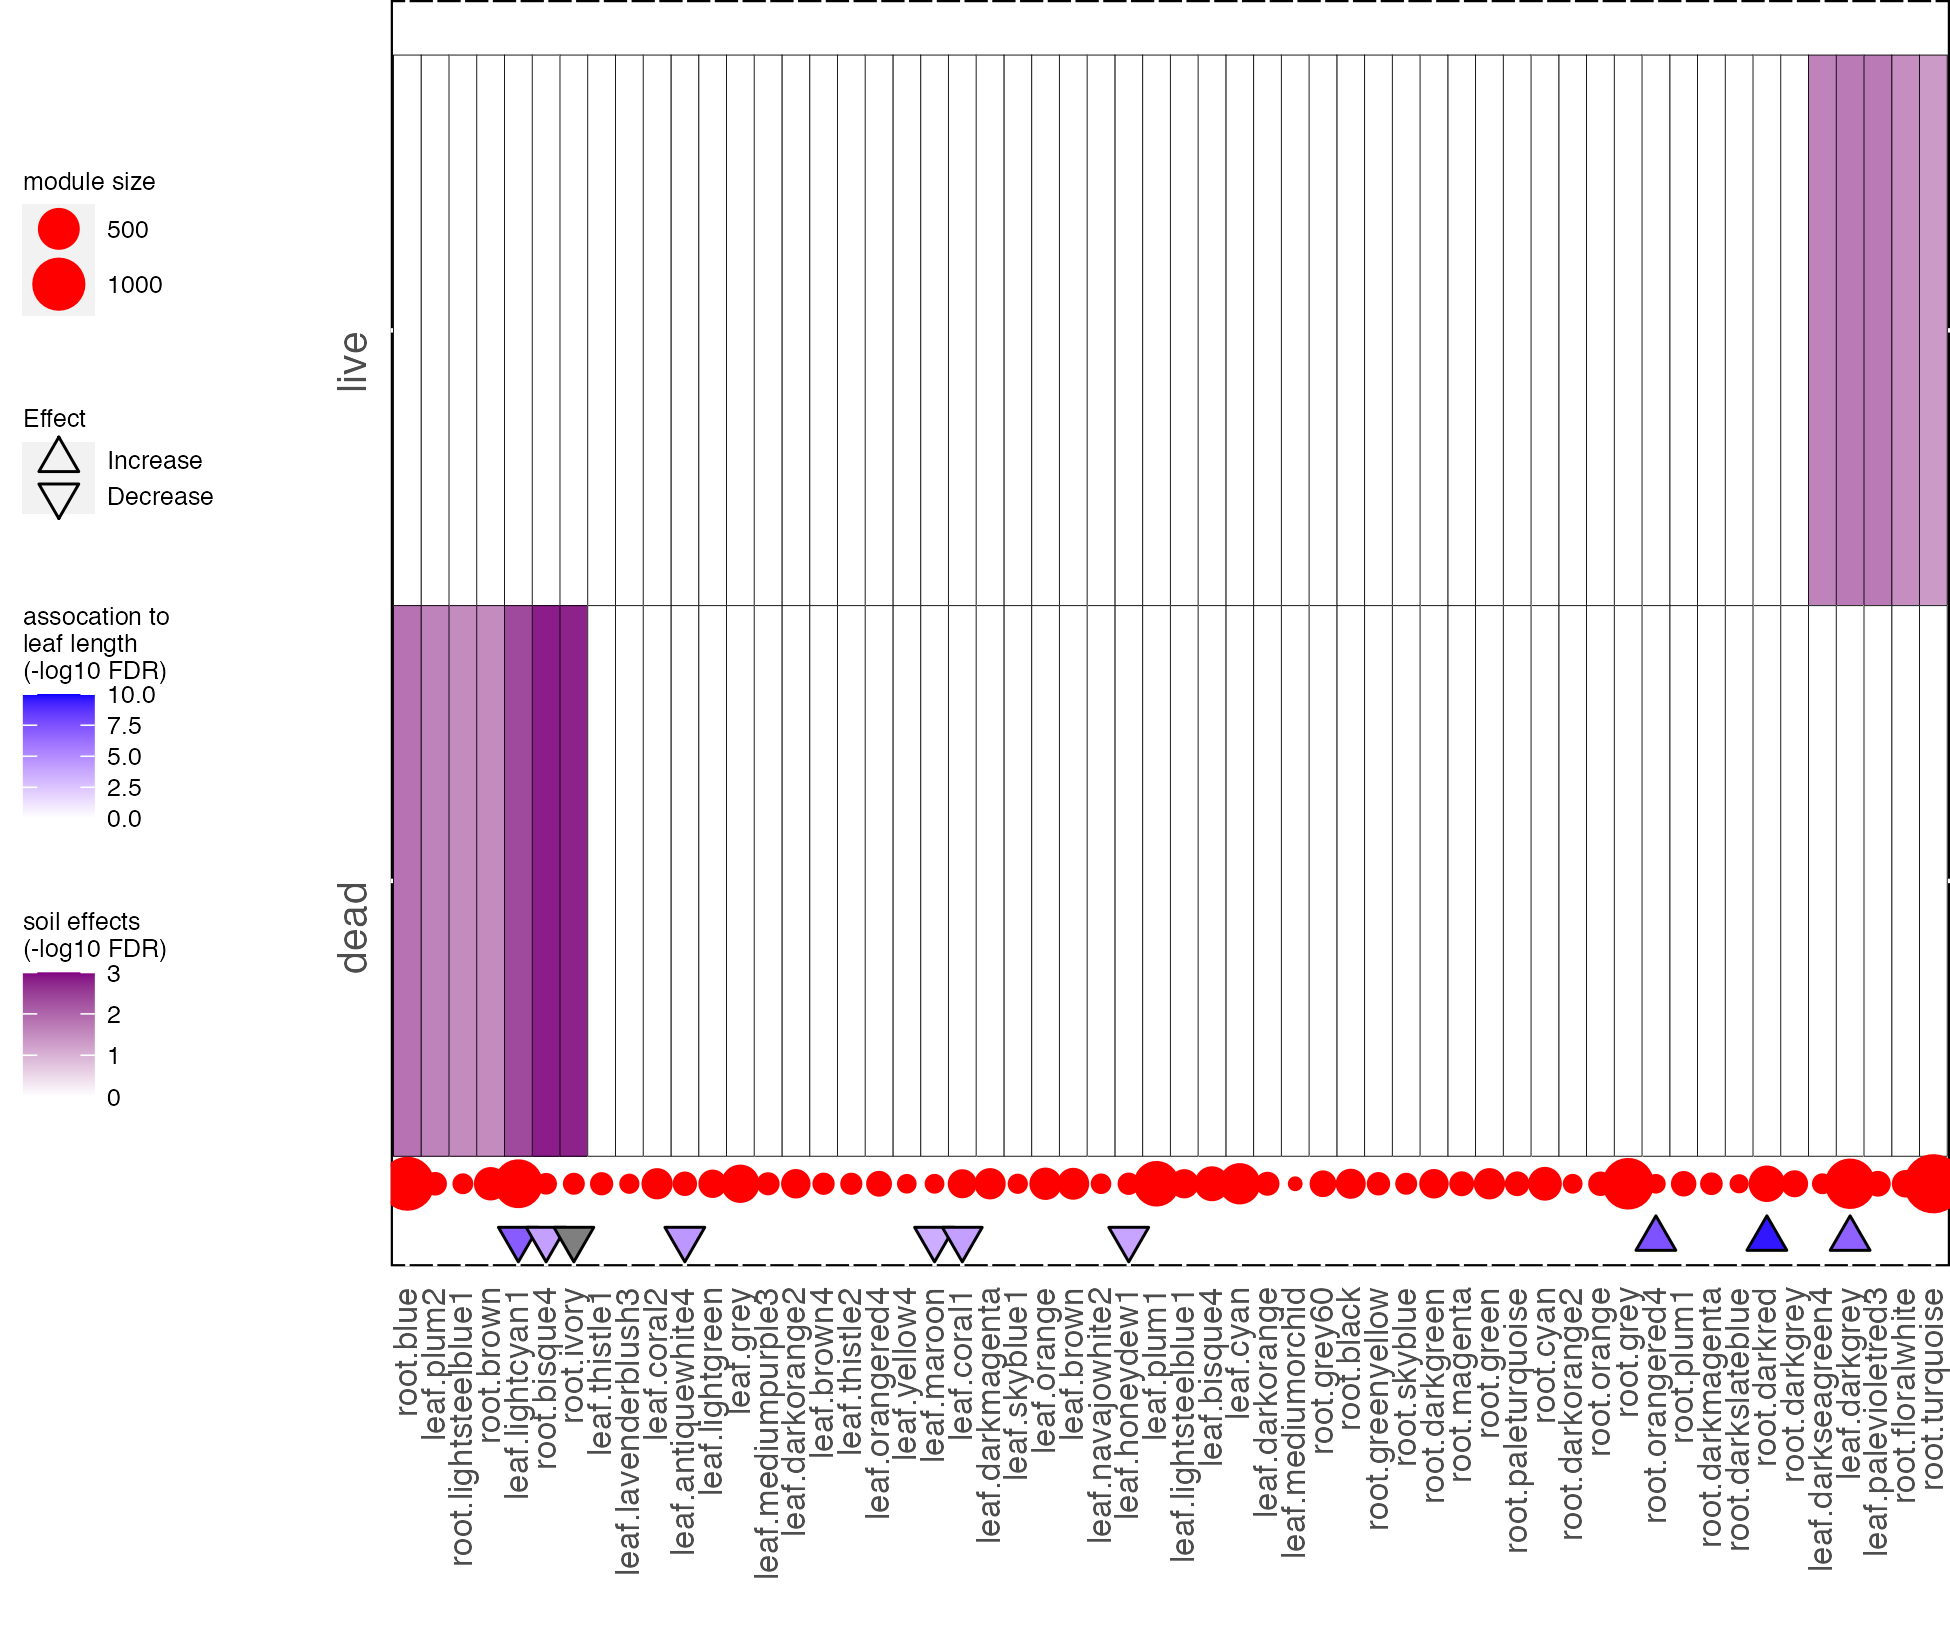 module size
500
1000
Effect
Increase
Decrease
assocation to
leaf length
(-log10 FDR)
10.0
7.5
5.0
2.5
0.0
soil effects
(-log10 FDR)
3
2
1
0
live
dead
root.blue
leaf.plum2
root.lightsteelblue1
root.brown
leaf.lightcyan1
root.bisque4
root.ivory
leaf.thistle1
leaf.lavenderblush3
leaf.coral2
leaf.antiquewhite4
leaf.lightgreen
leaf.grey
leaf.mediumpurple3
leaf.darkorange2
leaf.brown4
leaf.thistle2
leaf.orangered4
leaf.yellow4
leaf.maroon
leaf.coral1
leaf.darkmagenta
leaf.skyblue1
leaf.orange
leaf.brown
leaf.navajowhite2
leaf.honeydew1
leaf.plum1
leaf.lightsteelblue1
leaf.bisque4
leaf.cyan
leaf.darkorange
leaf.mediumorchid
root.grey60
root.black
root.greenyellow
root.skyblue
root.darkgreen
root.magenta
root.green
root.paleturquoise
root.cyan
root.darkorange2
root.orange
root.grey
root.orangered4
root.plum1
root.darkmagenta
root.darkslateblue
root.darkred
root.darkgrey
leaf.darkseagreen4
leaf.darkgrey
leaf.palevioletred3
root.floralwhite
root.turquoise